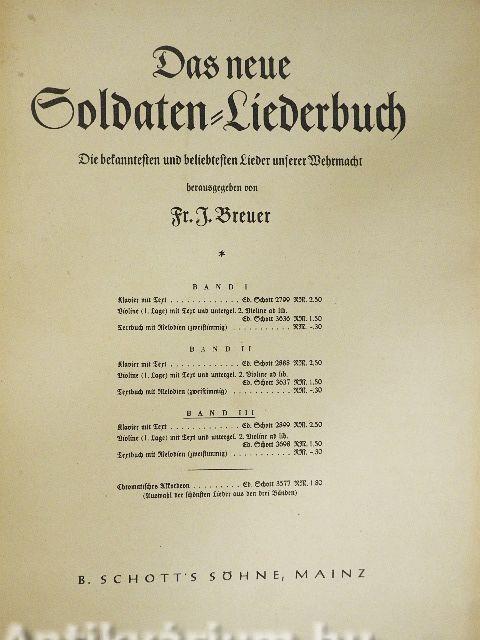 Das neue
Soldaten-Liederbuch
Die bekanntesten und beliebtesten Lieder unserer Wehrmacht
herausgegeben von
Fr. J. Breuer
*
BAND I
Klavier mit Text . . . . . . . . . . . . . Ed. Schott 2799 RM. 2.50
Violine (1. Lage) mit Text und untergel. 2. Violine ad lib.
Ed. Schott 3636 RM. 1.50
Textbuch mit Melodien (zweistimmig) . . . . . . . . . . . RM. -.30
BAND II
Klavier mit Text . . . . . . . . . . . . . Ed. Schott 2888 RM. 2.50
Violine (1. Lage) mit Text und untergel. 2. Violine ad lib.
Ed. Schott 3637 RM. 1.50
Textbuch mit Melodien (zweistimmig) . . . . . . . . . . . RM. -.30
BAND III
Klavier mit Text . . . . . . . . . . . . . Ed. Schott 2899 RM. 2.50
Violine (1. Lage) mit Text und untergel. 2. Violine ad lib.
Ed. Schott 3698 RM. 1.50
Textbuch mit Melodien (zweistimmig) . . . . . . . . . . . RM. -.30
Chromatisches Akkordeon . . . . . . . . . Ed. Schott 3577 RM. 1.80
(Auswahl der schönsten Lieder aus den drei Bänden)
B. SCHOTT'S SÖHNE, MAINZ
Antikvárium.hu